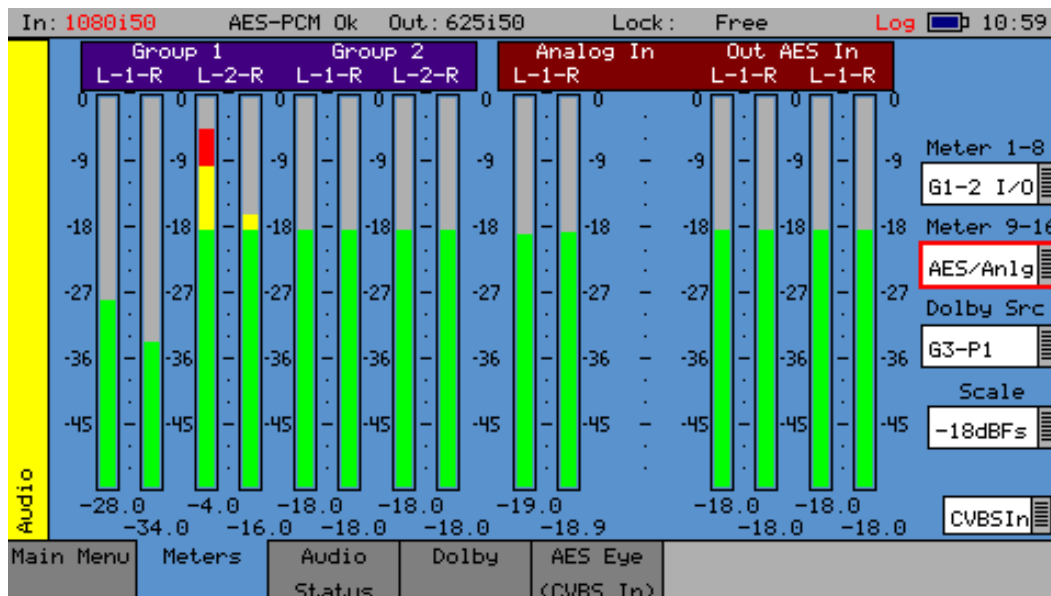 In: 1080i50 AES-PCM Ok Out: 625i50 Lock: Free Log 10:59
Group 1 Group 2 Analog In Out AES In
L-1-R L-2-R L-1-R L-2-R L-1-R L-1-R L-1-R
0 0 0 0 0 0 0 0 0
-9 -9 -9 -9 -9 -9 -9 -9 -9
Meter 1-8
G1-2 I/O
-18 -18 -18 -18 -18 -18 -18 -18 -18
Meter 9-16
AES/Anlg
-27 -27 -27 -27 -27 -27 -27 -27 -27
Dolby Src
G3-P1
-36 -36 -36 -36 -36 -36 -36 -36 -36
Scale
-18dBFs
-45 -45 -45 -45 -45 -45 -45 -45 -45
Audio
-28.0 -4.0 -18.0 -18.0 -19.0 -18.0 -18.0
-34.0 -16.0 -18.0 -18.0 -18.9 -18.0 -18.0
CVBSIn
Main Menu Meters Audio Dolby AES Eye
Status (CVBS In)